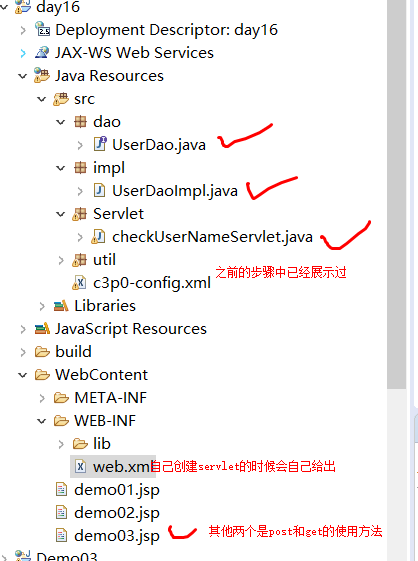 day16
Deployment Descriptor: day16
JAX-WS Web Services
Java Resources
src
dao
UserDao.java
impl
UserDaoImpl.java
Servlet
checkUserNameServlet.java
util
之前的步骤中已经展示过
c3p0-config.xml
Libraries
JavaScript Resources
build
WebContent
META-INF
WEB-INF
lib
web.xml自己创建servlet的时候会自己给出
demo01.jsp
demo02.jsp
demo03.jsp 其他两个是post和get的使用方法
Demo03